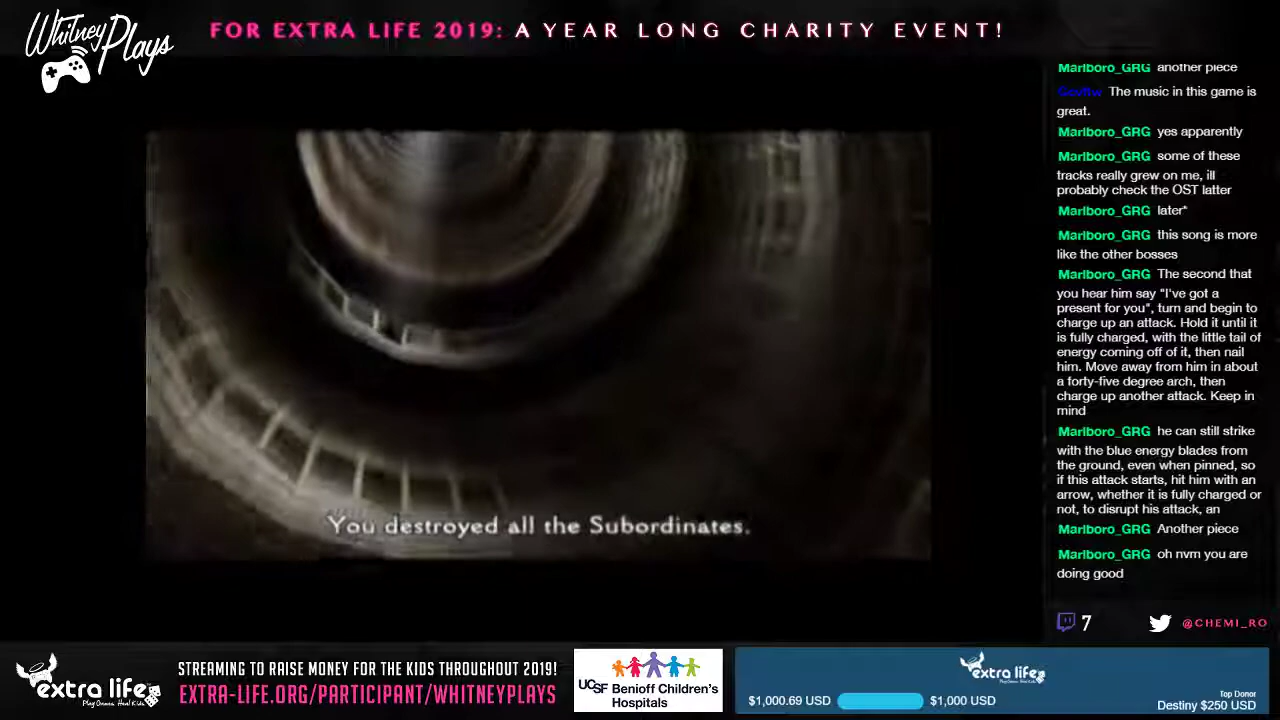 Whitney Plays
FOR EXTRA LIFE 2019: A YEAR LONG CHARITY EVENT!
Marlboro_GRG another piece
The music in this game is
great.
Marlboro_GRG yes apparently
Marlboro_GRG some of these
tracks really grew on me, ill
probably check the OST latter
Marlboro_GRG later*
Marlboro_GRG this song is more
like the other bosses
Marlboro_GRG The second that
you hear him say "I've got a
present for you", turn and begin to
charge up an attack. Hold it until it
is fully charged, with the little tail of
energy coming off of it, then nail
him. Move away from him in about
a forty-five degree arch, then
charge up another attack. Keep in
mind
Marlboro_GRG he can still strike
with the blue energy blades from
the ground, even when pinned, so
if this attack starts, hit him with an
arrow, whether it is fully charged or
not, to disrupt his attack, an
Marlboro_GRG Another piece
Marlboro_GRG oh nvm you are
doing good
You destroyed all the Subordinates.
7
@CHEMI_RO
extra life
Play Games. Heal Kids.
STREAMING TO RAISE MONEY FOR THE KIDS THROUGHOUT 2019!
EXTRA-LIFE.ORG/PARTICIPANT/WHITNEYPLAYS
UCSF Benioff Children's
Hospitals
extra life
Play Games. Heal Kids.
$1,000.69 USD
$1,000 USD
Top Donor
Destiny $250 USD